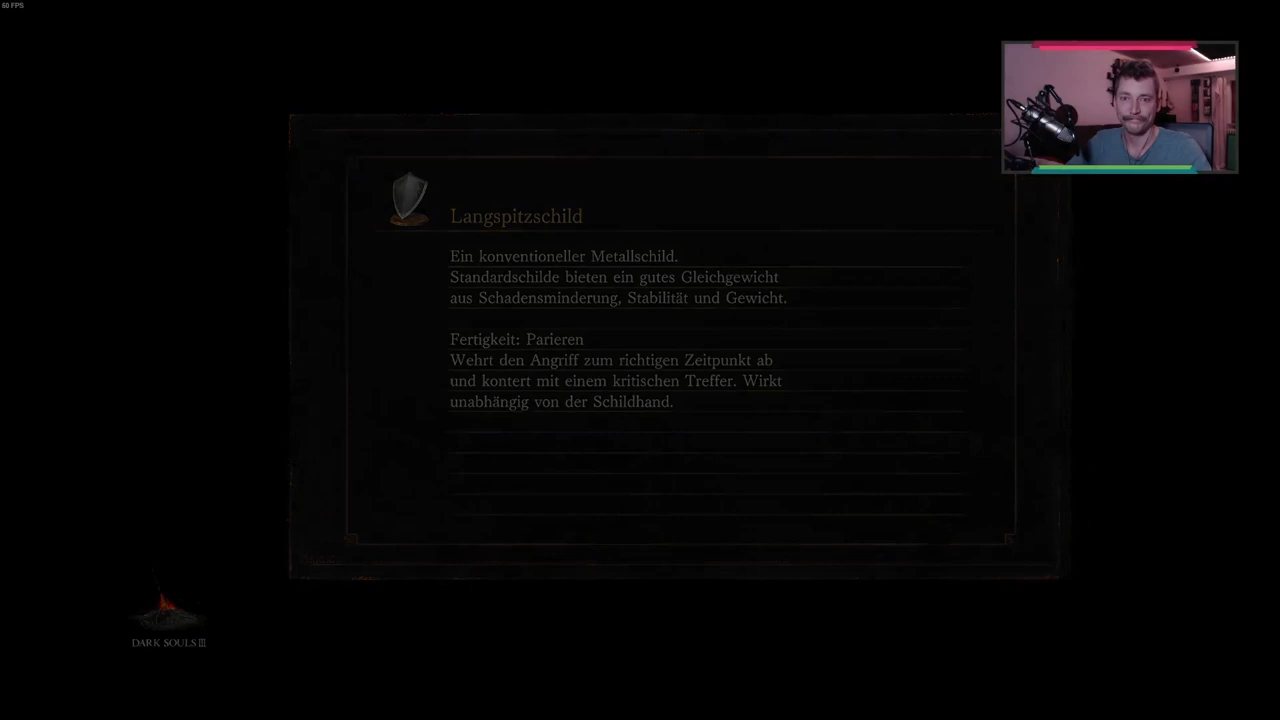 60 FPS
Langspitzschild
Ein konventioneller Metallschild.
Standardschilde bieten ein gutes Gleichgewicht
aus Schadensminderung, Stabilität und Gewicht.
Fertigkeit: Parieren
Wehrt den Angriff zum richtigen Zeitpunkt ab
und kontert mit einem kritischen Treffer. Wirkt
unabhängig von der Schildhand.
DARK SOULS III